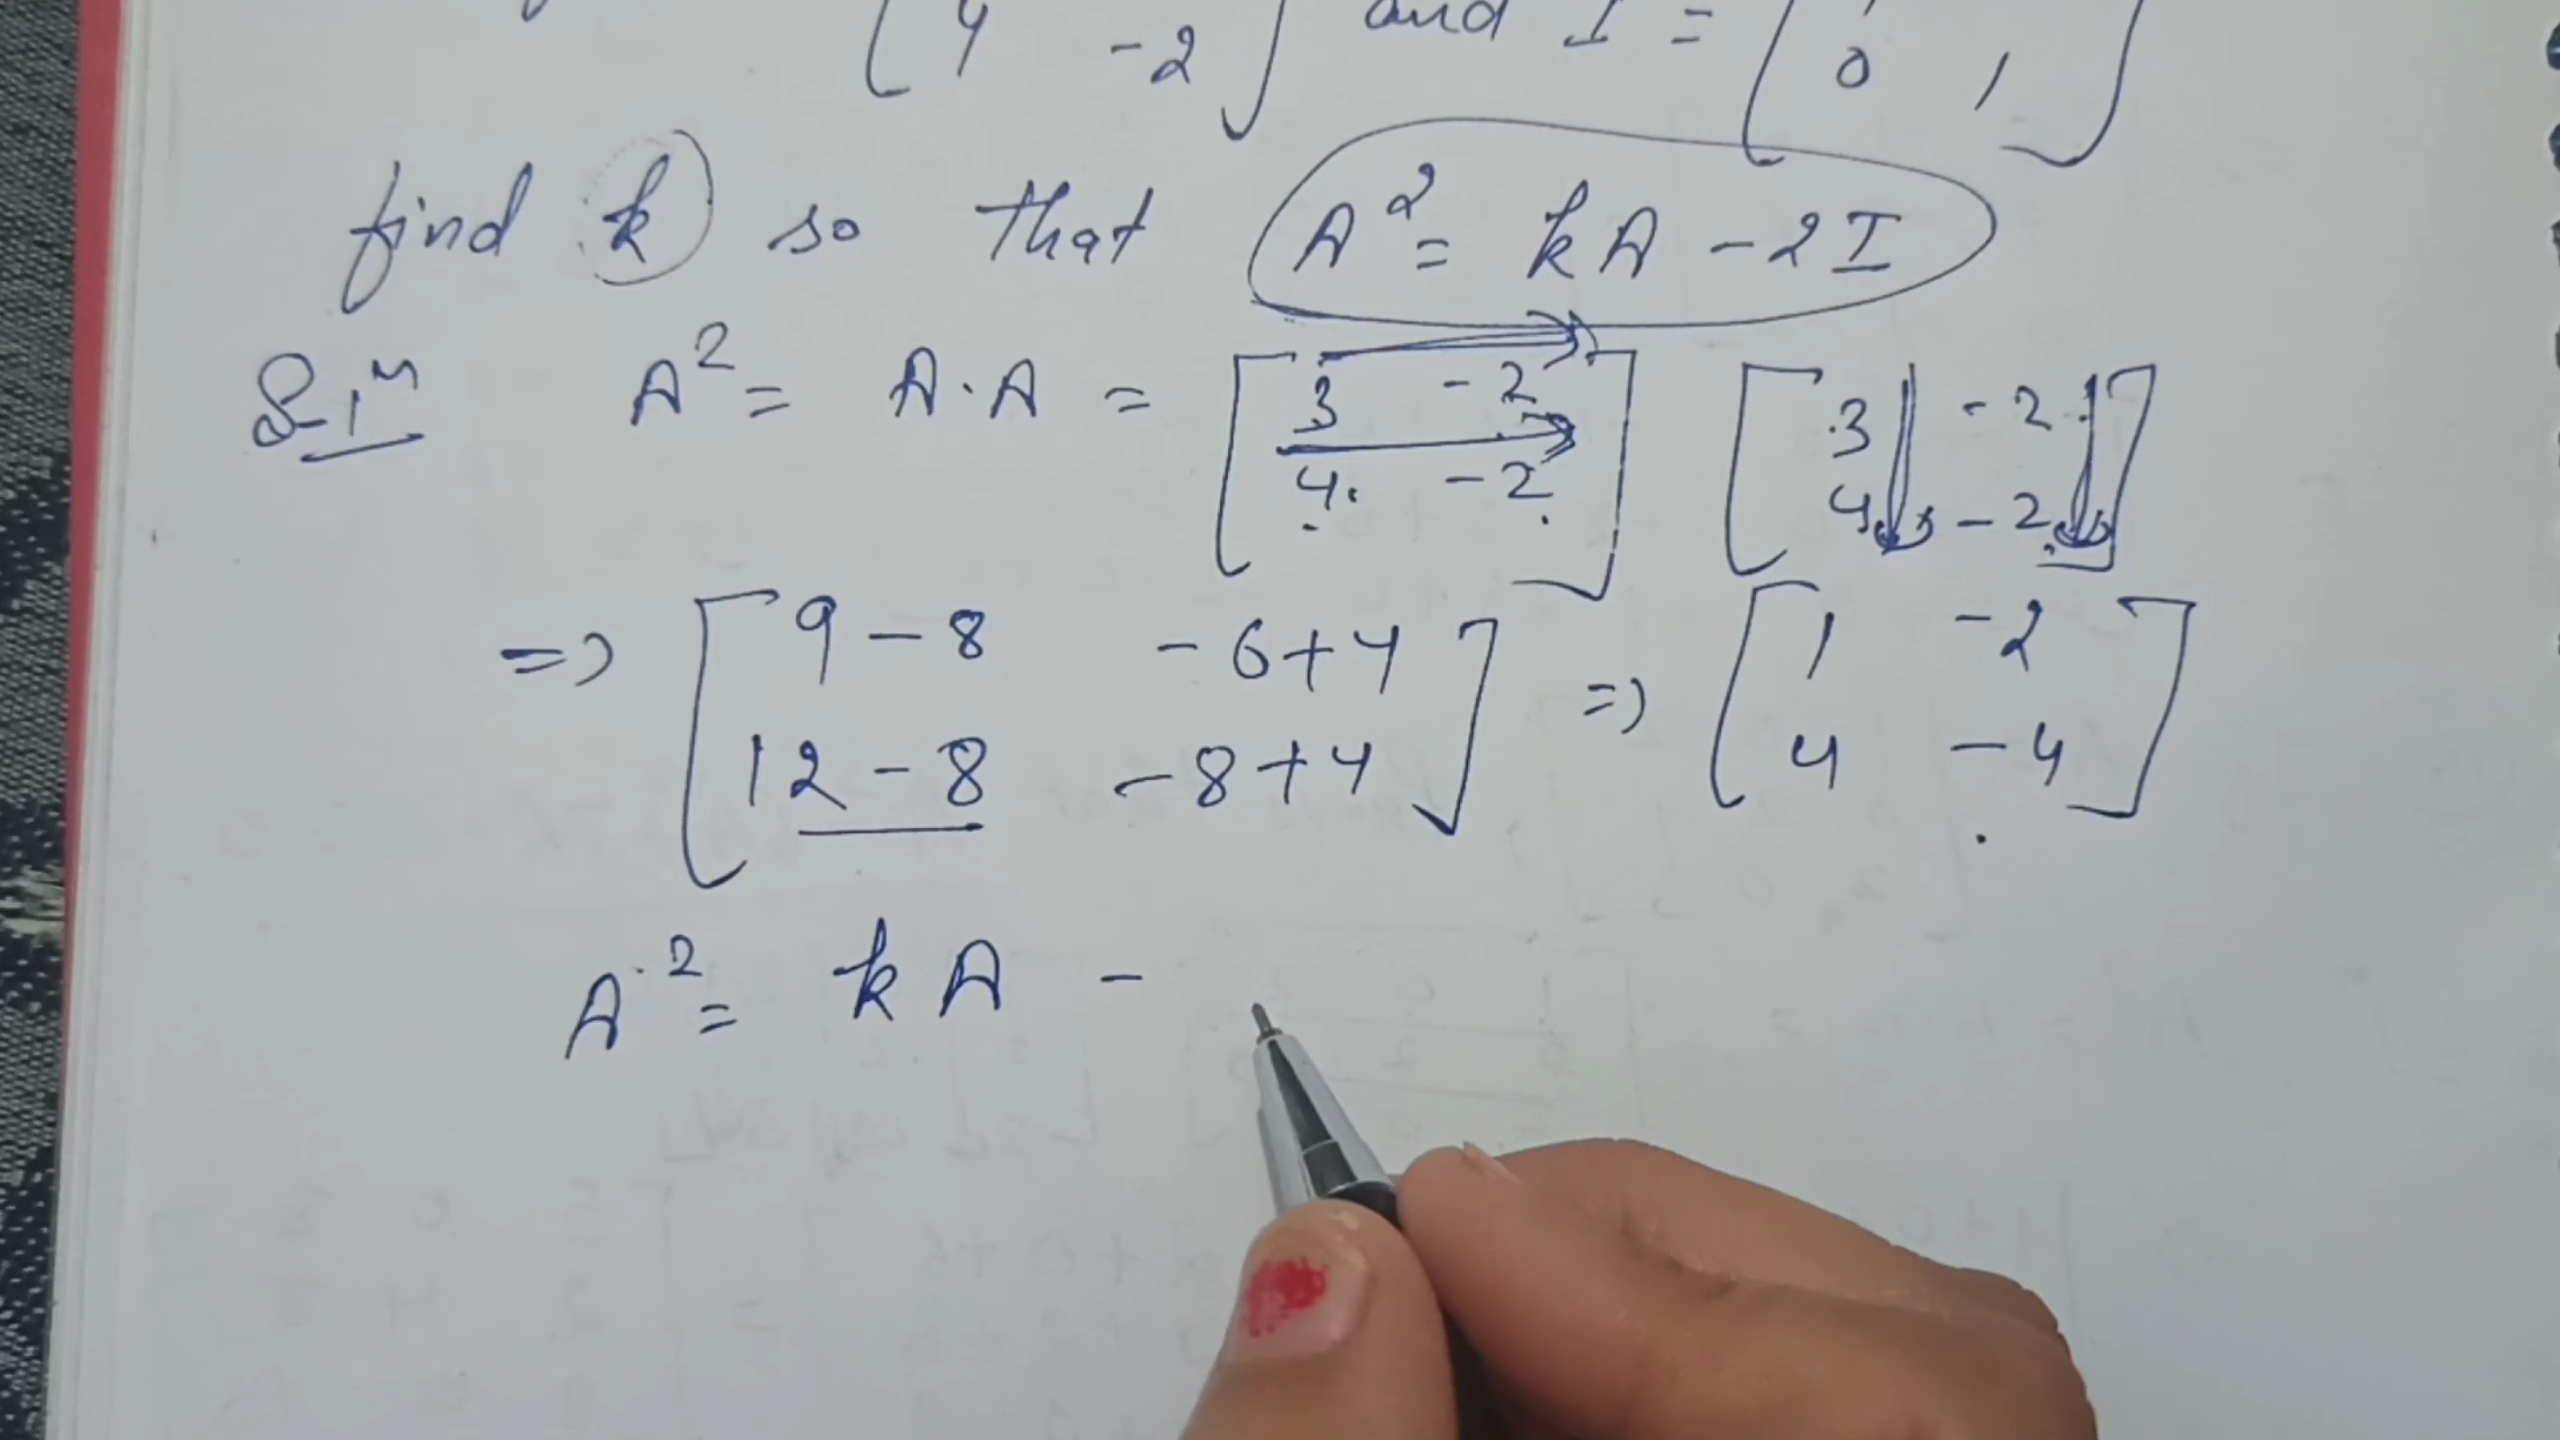 [4 -2] and I = [0 1]
find k so that A² = kA - 2I
Solⁿ A² = A·A = [3 -2 [3 -2
4 -2] 4 -2]
=> [9-8 -6+4 => [1 -2
12-8 -8+4] 4 -4]
A² = kA -